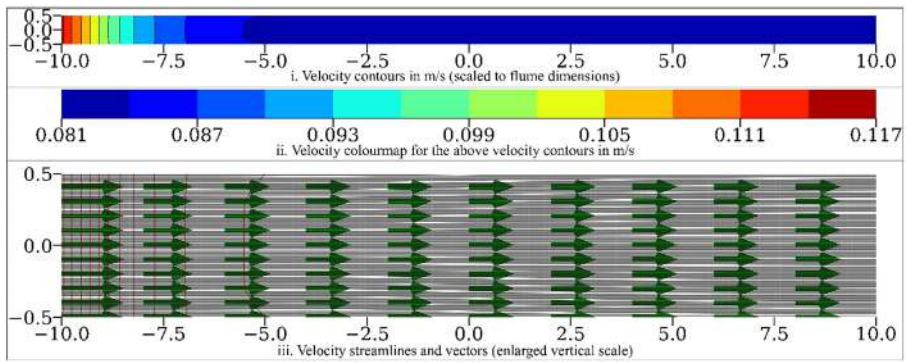 0.5
0.0
−0.5
−10.0 −7.5 −5.0 −2.5 0.0 2.5 5.0 7.5 10.0
i. Velocity contours in m/s (scaled to flume dimensions)
0.081 0.087 0.093 0.099 0.105 0.111 0.117
ii. Velocity colourmap for the above velocity contours in m/s
0.5
0.0
−0.5
−10.0 −7.5 −5.0 −2.5 0.0 2.5 5.0 7.5 10.0
iii. Velocity streamlines and vectors (enlarged vertical scale)